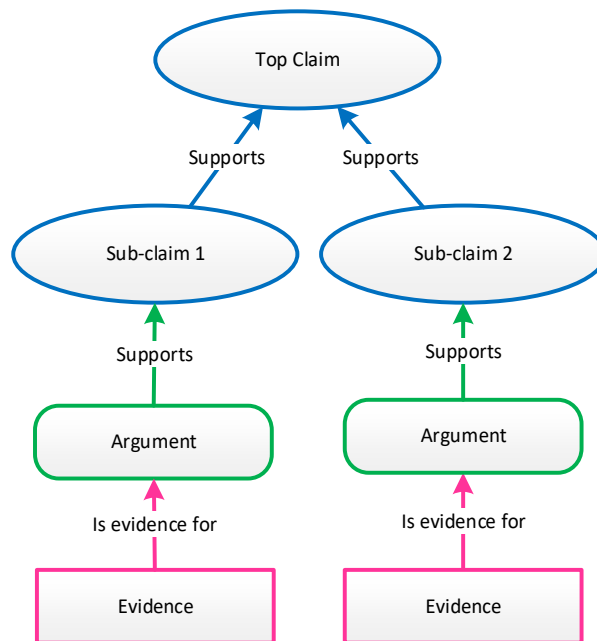 Top Claim
Supports
Supports
Sub-claim 1
Sub-claim 2
Supports
Supports
Argument
Argument
Is evidence for
Is evidence for
Evidence
Evidence